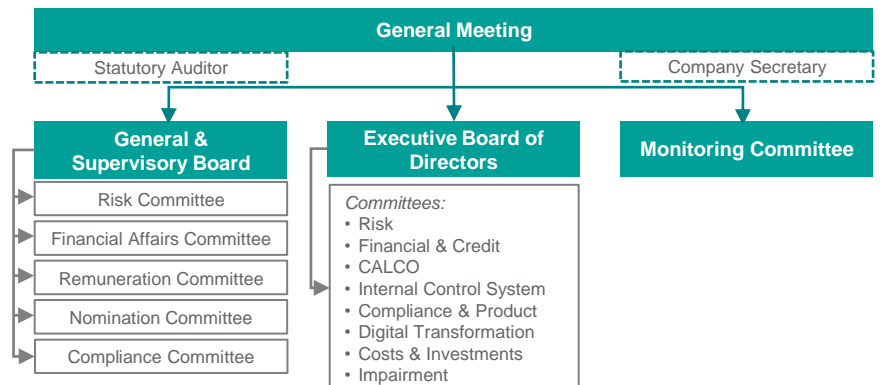 General Meeting
Statutory Auditor
Company Secretary
General &
Supervisory Board
Executive Board of
Directors
Monitoring Committee
Risk Committee
Financial Affairs Committee
Remuneration Committee
Nomination Committee
Compliance Committee
Committees:
• Risk
• Financial & Credit
• CALCO
• Internal Control System
• Compliance & Product
• Digital Transformation
• Costs & Investments
• Impairment